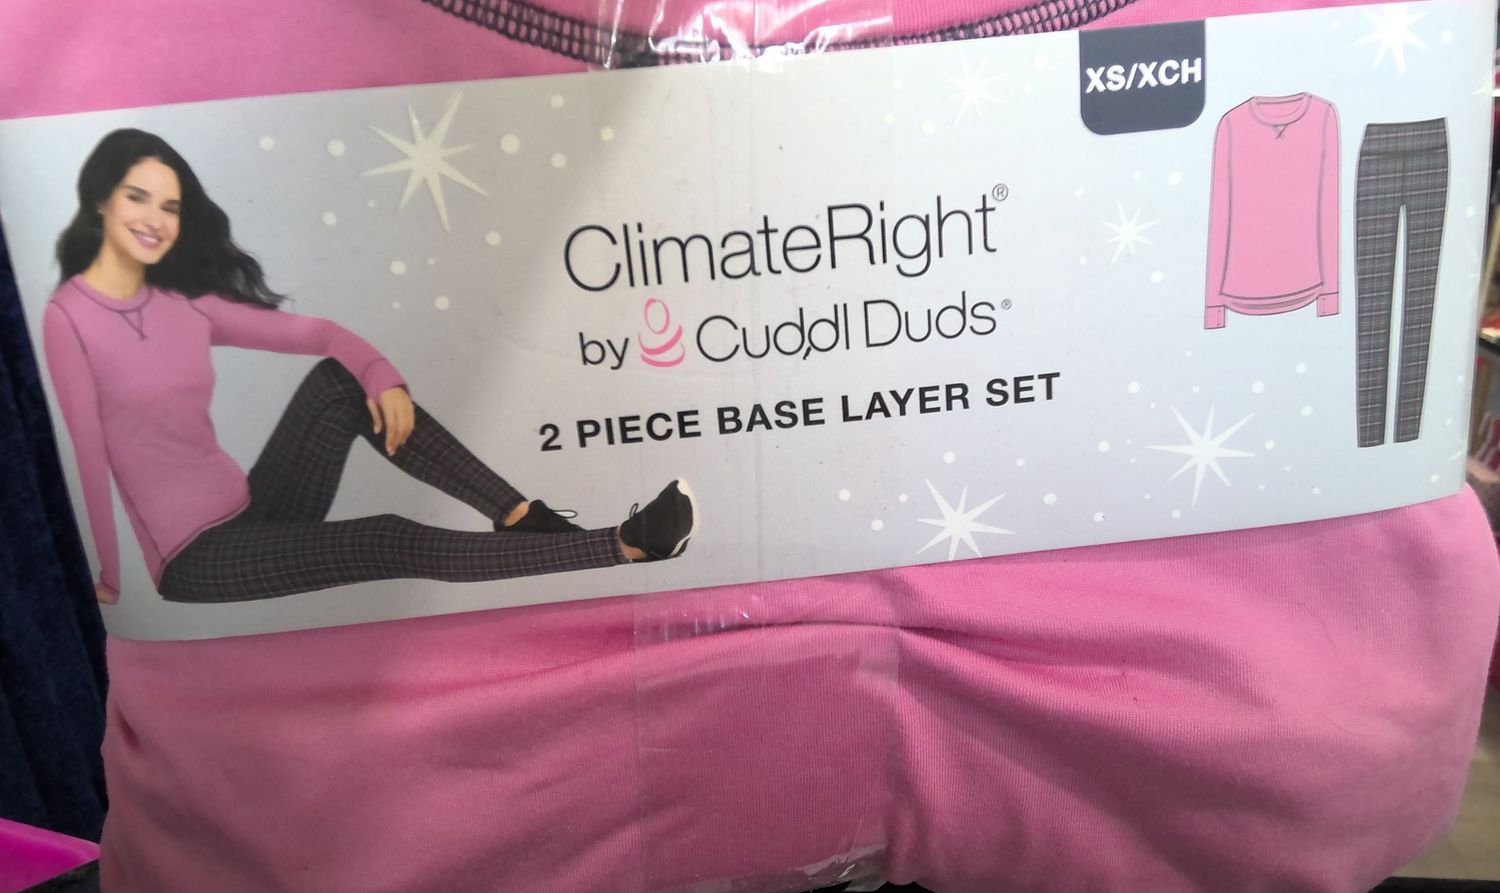 XS/XCH
ClimateRight®
by Cuddl Duds®
2 PIECE BASE LAYER SET